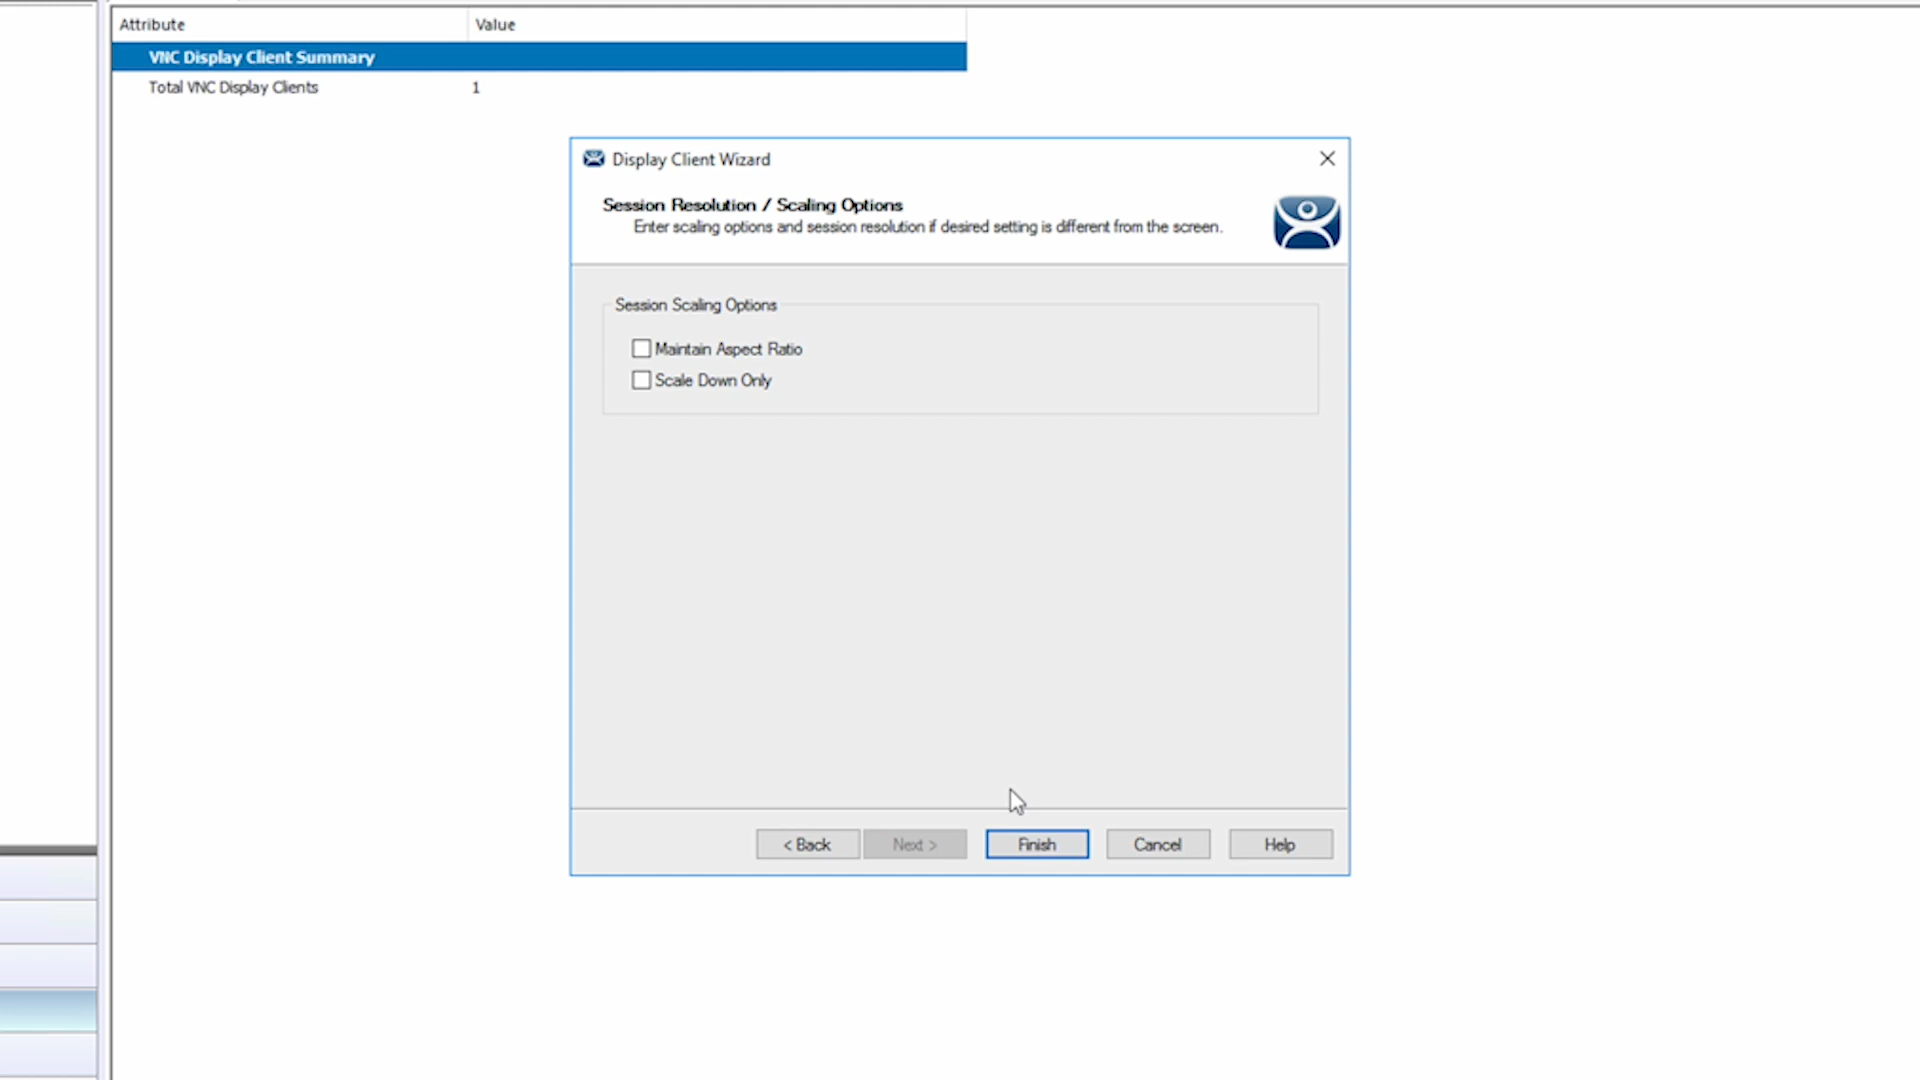 Attribute Value
VNC Display Client Summary
Total VNC Display Clients 1
Display Client Wizard
Session Resolution / Scaling Options
Enter scaling options and session resolution if desired setting is different from the screen.
Session Scaling Options
Maintain Aspect Ratio
Scale Down Only
< Back Next > Finish Cancel Help